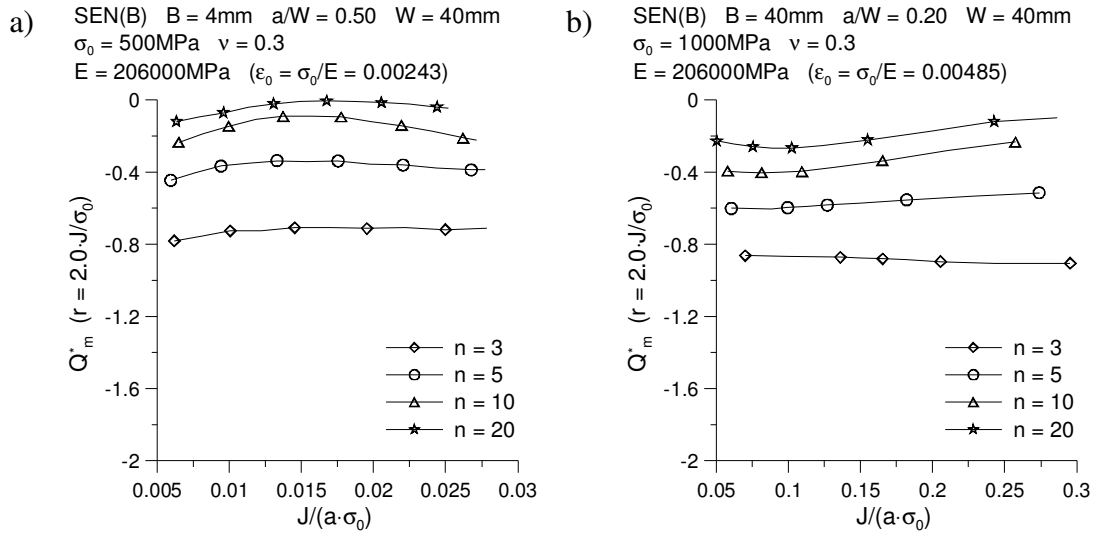 a)
SEN(B) B = 4mm a/W = 0.50 W = 40mm
σ₀ = 500MPa ν = 0.3
E = 206000MPa (ε₀ = σ₀/E = 0.00243)
0
-0.4
-0.8
-1.2
-1.6
-2
Q*m (r = 2.0·J/σ₀)
n = 3
n = 5
n = 10
n = 20
0.005 0.01 0.015 0.02 0.025 0.03
J/(a·σ₀)
b)
SEN(B) B = 40mm a/W = 0.20 W = 40mm
σ₀ = 1000MPa ν = 0.3
E = 206000MPa (ε₀ = σ₀/E = 0.00485)
0
-0.4
-0.8
-1.2
-1.6
-2
Q*m (r = 2.0·J/σ₀)
n = 3
n = 5
n = 10
n = 20
0.05 0.1 0.15 0.2 0.25 0.3
J/(a·σ₀)